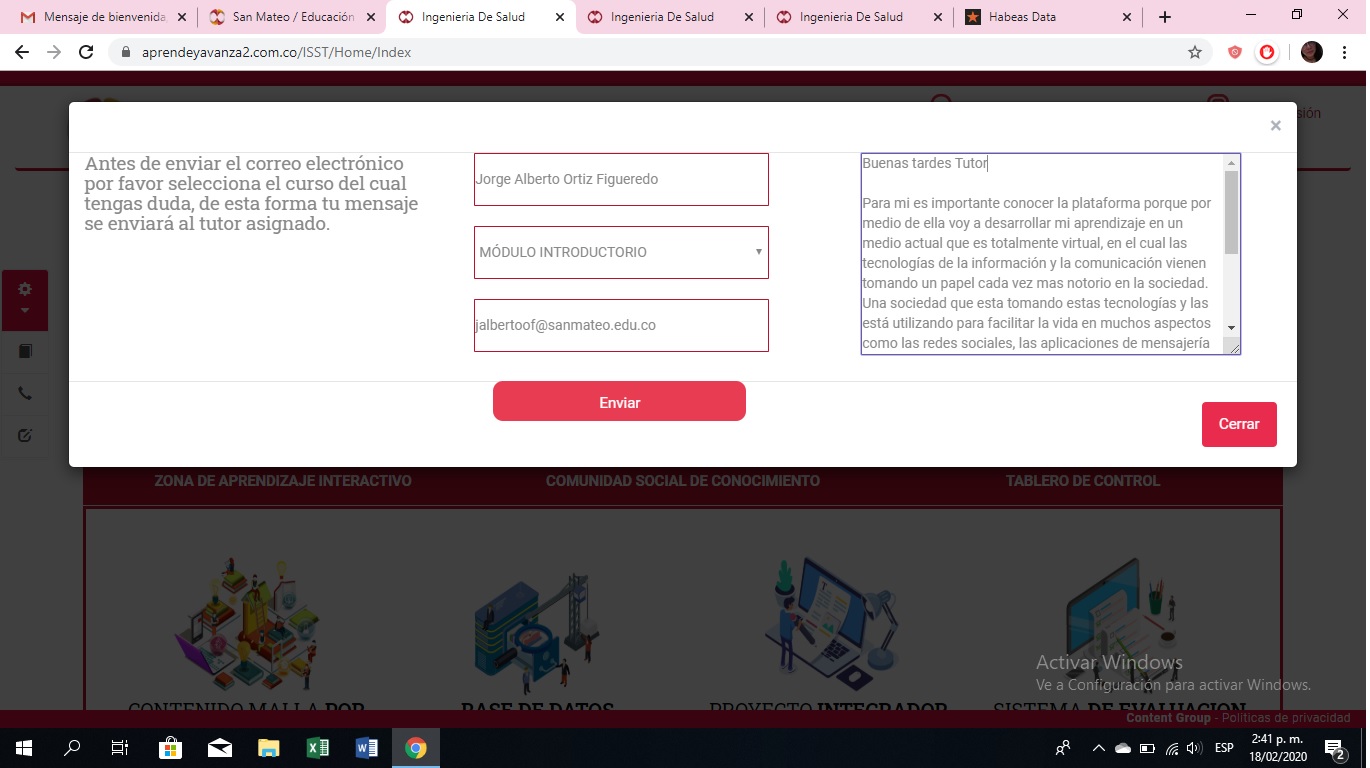 Mensaje de bienvenida,
San Mateo / Educación
Ingenieria De Salud
Ingenieria De Salud
Ingenieria De Salud
Habeas Data
aprendeyavanza2.com.co/ISST/Home/Index
sión
×
Antes de enviar el correo electrónico
por favor selecciona el curso del cual
tengas duda, de esta forma tu mensaje
se enviará al tutor asignado.
Jorge Alberto Ortiz Figueredo
MÓDULO INTRODUCTORIO
jalbertoof@sanmateo.edu.co
Buenas tardes Tutor
Para mi es importante conocer la plataforma porque por
medio de ella voy a desarrollar mi aprendizaje en un
medio actual que es totalmente virtual, en el cual las
tecnologías de la información y la comunicación vienen
tomando un papel cada vez mas notorio en la sociedad.
Una sociedad que esta tomando estas tecnologías y las
está utilizando para facilitar la vida en muchos aspectos
como las redes sociales, las aplicaciones de mensajería
Enviar
Cerrar
ZONA DE APRENDIZAJE INTERACTIVO
COMUNIDAD SOCIAL DE CONOCIMIENTO
TABLERO DE CONTROL
CONTENIDO MALLA POR
BASE DE DATOS
PROYECTO INTEGRADOR
SISTEMA DE EVALUACION
Activar Windows
Ve a Configuración para activar Windows.
Content Group - Políticas de privacidad
ESP
2:41 p. m.
18/02/2020
2